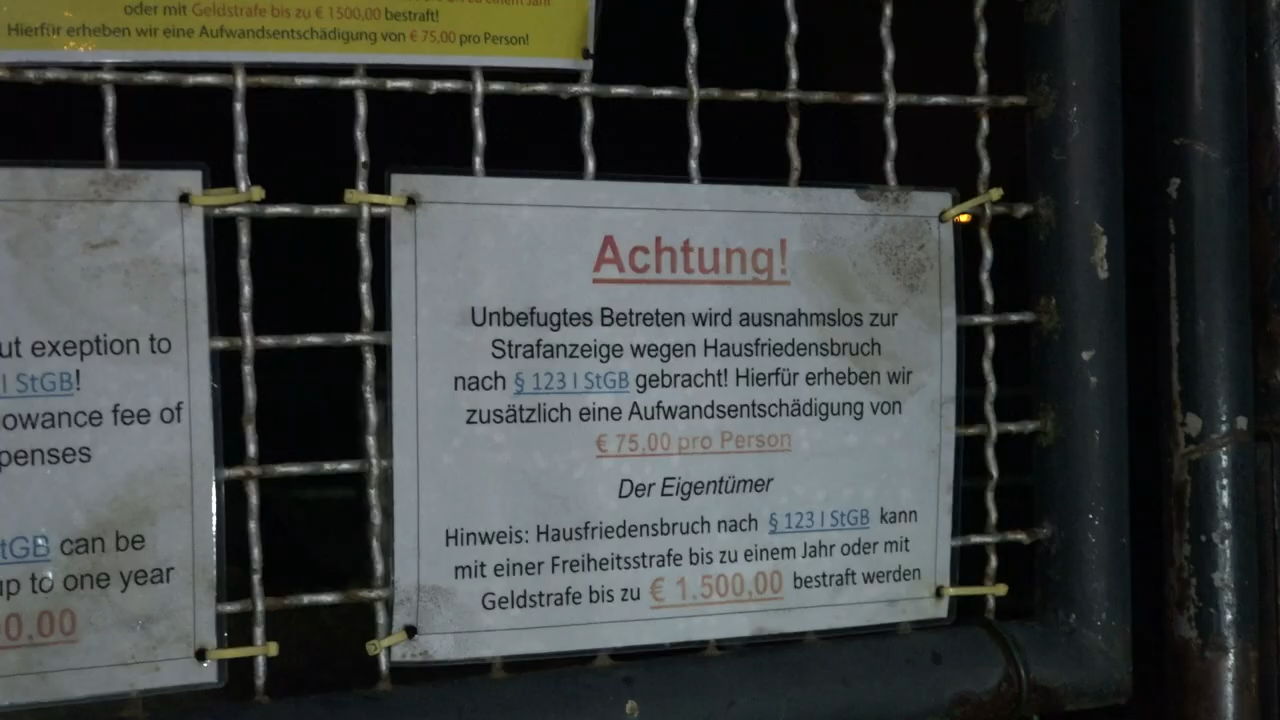 oder mit Geldstrafe bis zu € 1500,00 bestraft!
Hierfür erheben wir eine Aufwandsentschädigung von € 75,00 pro Person!
ut exeption to
I StGB!
owance fee of
penses
tGB can be
up to one year
0.00
Achtung!
Unbefugtes Betreten wird ausnahmslos zur
Strafanzeige wegen Hausfriedensbruch
nach § 123 I StGB gebracht! Hierfür erheben wir
zusätzlich eine Aufwandsentschädigung von
€ 75.00 pro Person
Der Eigentümer
Hinweis: Hausfriedensbruch nach § 123 I StGB kann
mit einer Freiheitsstrafe bis zu einem Jahr oder mit
Geldstrafe bis zu € 1.500,00 bestraft werden